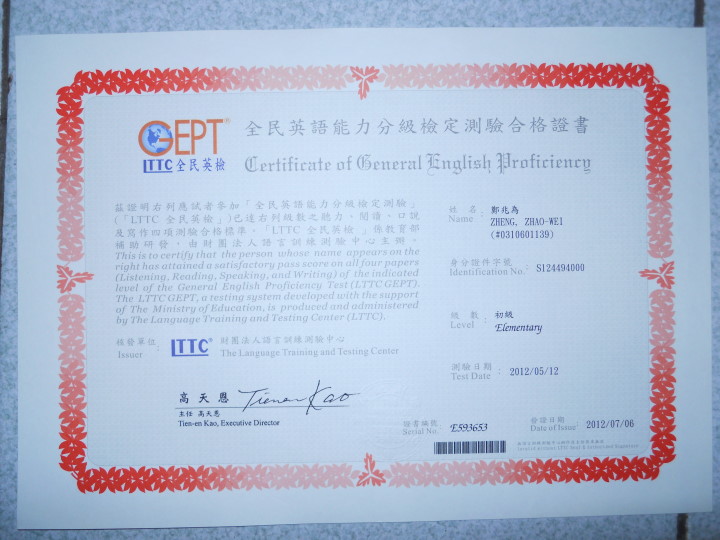 GEPT®
LTTC 全民英檢
全民英語能力分級檢定測驗合格證書
Certificate of General English Proficiency
茲證明右列應試者參加「全民英語能力分級檢定測驗」
(「LTTC 全民英檢」)已達右列級數之聽力、閱讀、口說
及寫作四項測驗合格標準。「LTTC 全民英檢」係教育部
補助研發，由財團法人語言訓練測驗中心主辦。
This is to certify that the person whose name appears on the
right has attained a satisfactory pass score on all four papers
(Listening, Reading, Speaking, and Writing) of the indicated
level of the General English Proficiency Test (LTTC GEPT).
The LTTC GEPT, a testing system developed with the support
of The Ministry of Education, is produced and administered
by The Language Training and Testing Center (LTTC).
核發單位
Issuer
:
LTTC®
財團法人語言訓練測驗中心
The Language Training and Testing Center
高天恩 Tien-en Kao
主任 高天恩
Tien-en Kao, Executive Director
姓名
Name
:
鄭兆為
ZHENG, ZHAO-WEI
(#0310601139)
身分證件字號
Identification No.
:
S124494000
級數
Level
:
初級
Elementary
測驗日期
Test Date
:
2012/05/12
證書編號
Serial No.
:
E593653
發證日期
Date of Issue
:
2012/07/06